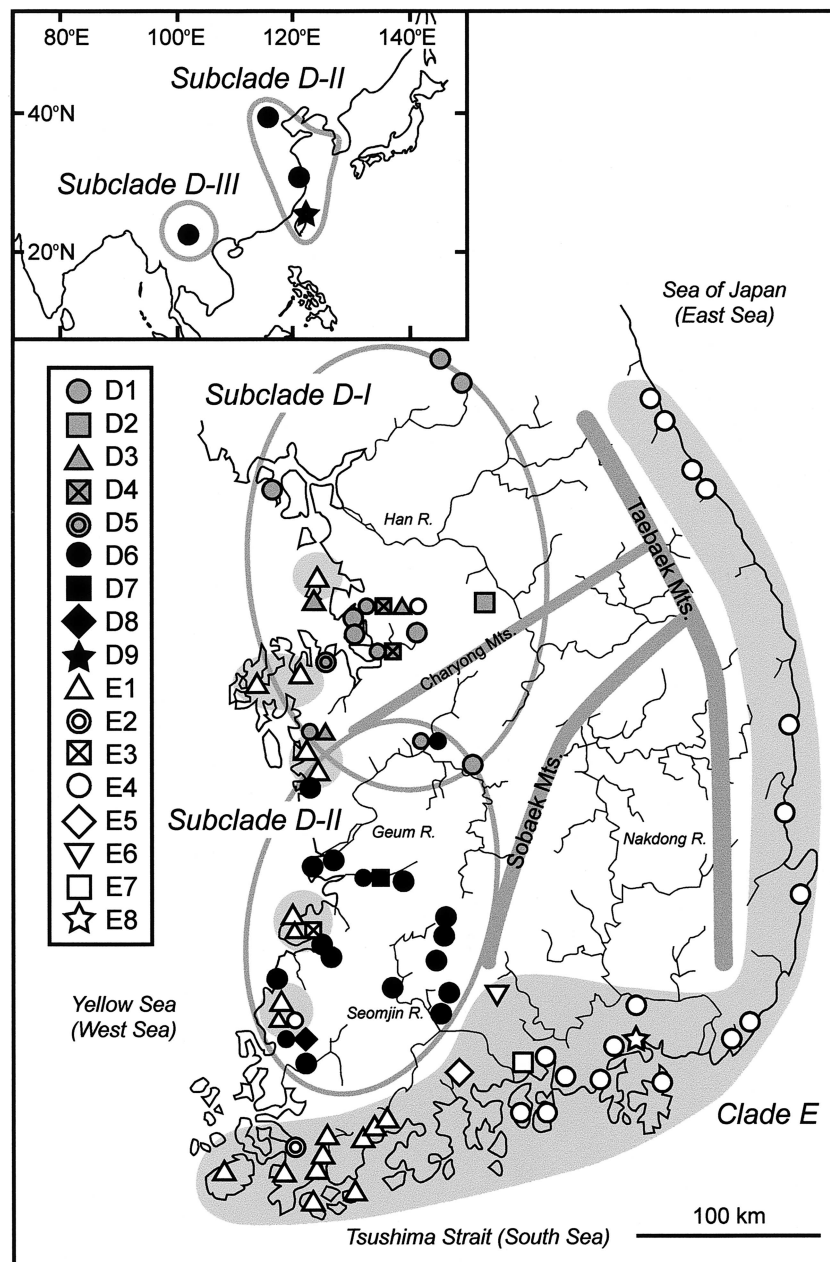 80°E 100°E 120°E 140°E
Subclade D-II
40°N
Subclade D-III
20°N
Sea of Japan
(East Sea)
D1
D2
D3
D4
D5
D6
D7
D8
D9
E1
E2
E3
E4
E5
E6
E7
E8
Subclade D-I
Han R.
Taebaek Mts.
Charyong Mts.
Sobaek Mts.
Subclade D-II
Geum R.
Nakdong R.
Yellow Sea
(West Sea)
Seomjin R.
Clade E
100 km
Tsushima Strait (South Sea)